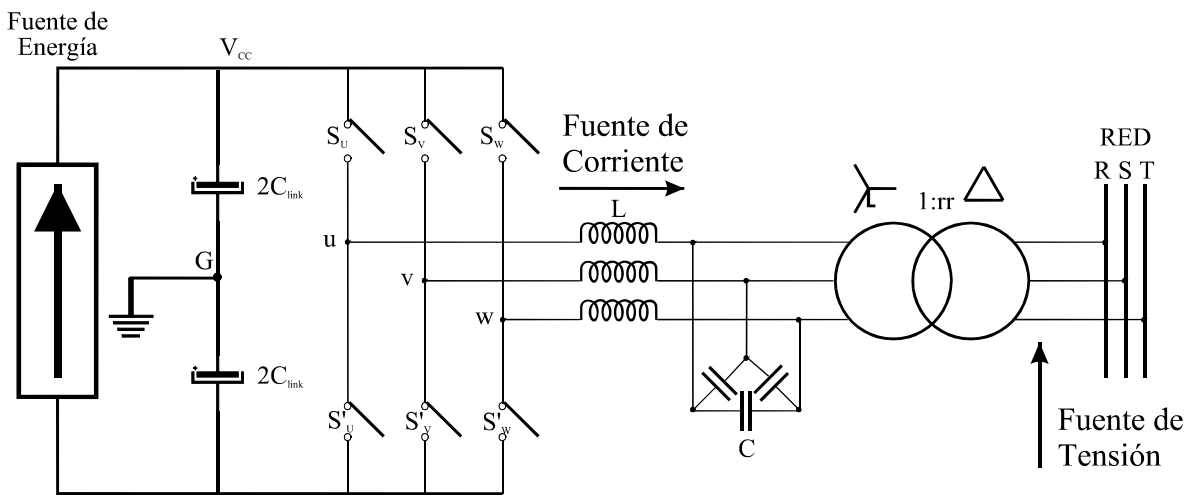 Fuente de
Energía
V_CC
S_U
S_V
S_W
2C_link
Fuente de
Corriente
L
u
G
v
w
1:rr
RED
R S T
2C_link
S'_U
S'_V
S'_W
C
Fuente de
Tensión